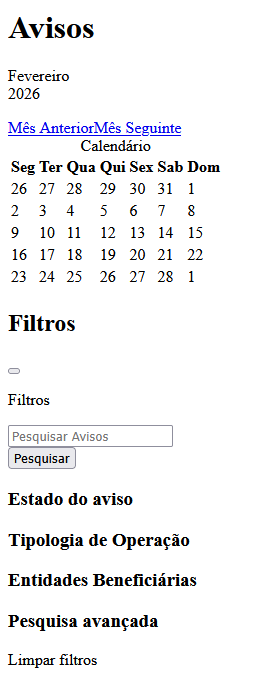 Avisos
Fevereiro
2026
Mês AnteriorMês Seguinte
Calendário
Seg Ter Qua Qui Sex Sab Dom
26 27 28 29 30 31 1
2 3 4 5 6 7 8
9 10 11 12 13 14 15
16 17 18 19 20 21 22
23 24 25 26 27 28 1
Filtros
Filtros
Pesquisar Avisos
Pesquisar
Estado do aviso
Tipologia de Operação
Entidades Beneficiárias
Pesquisa avançada
Limpar filtros